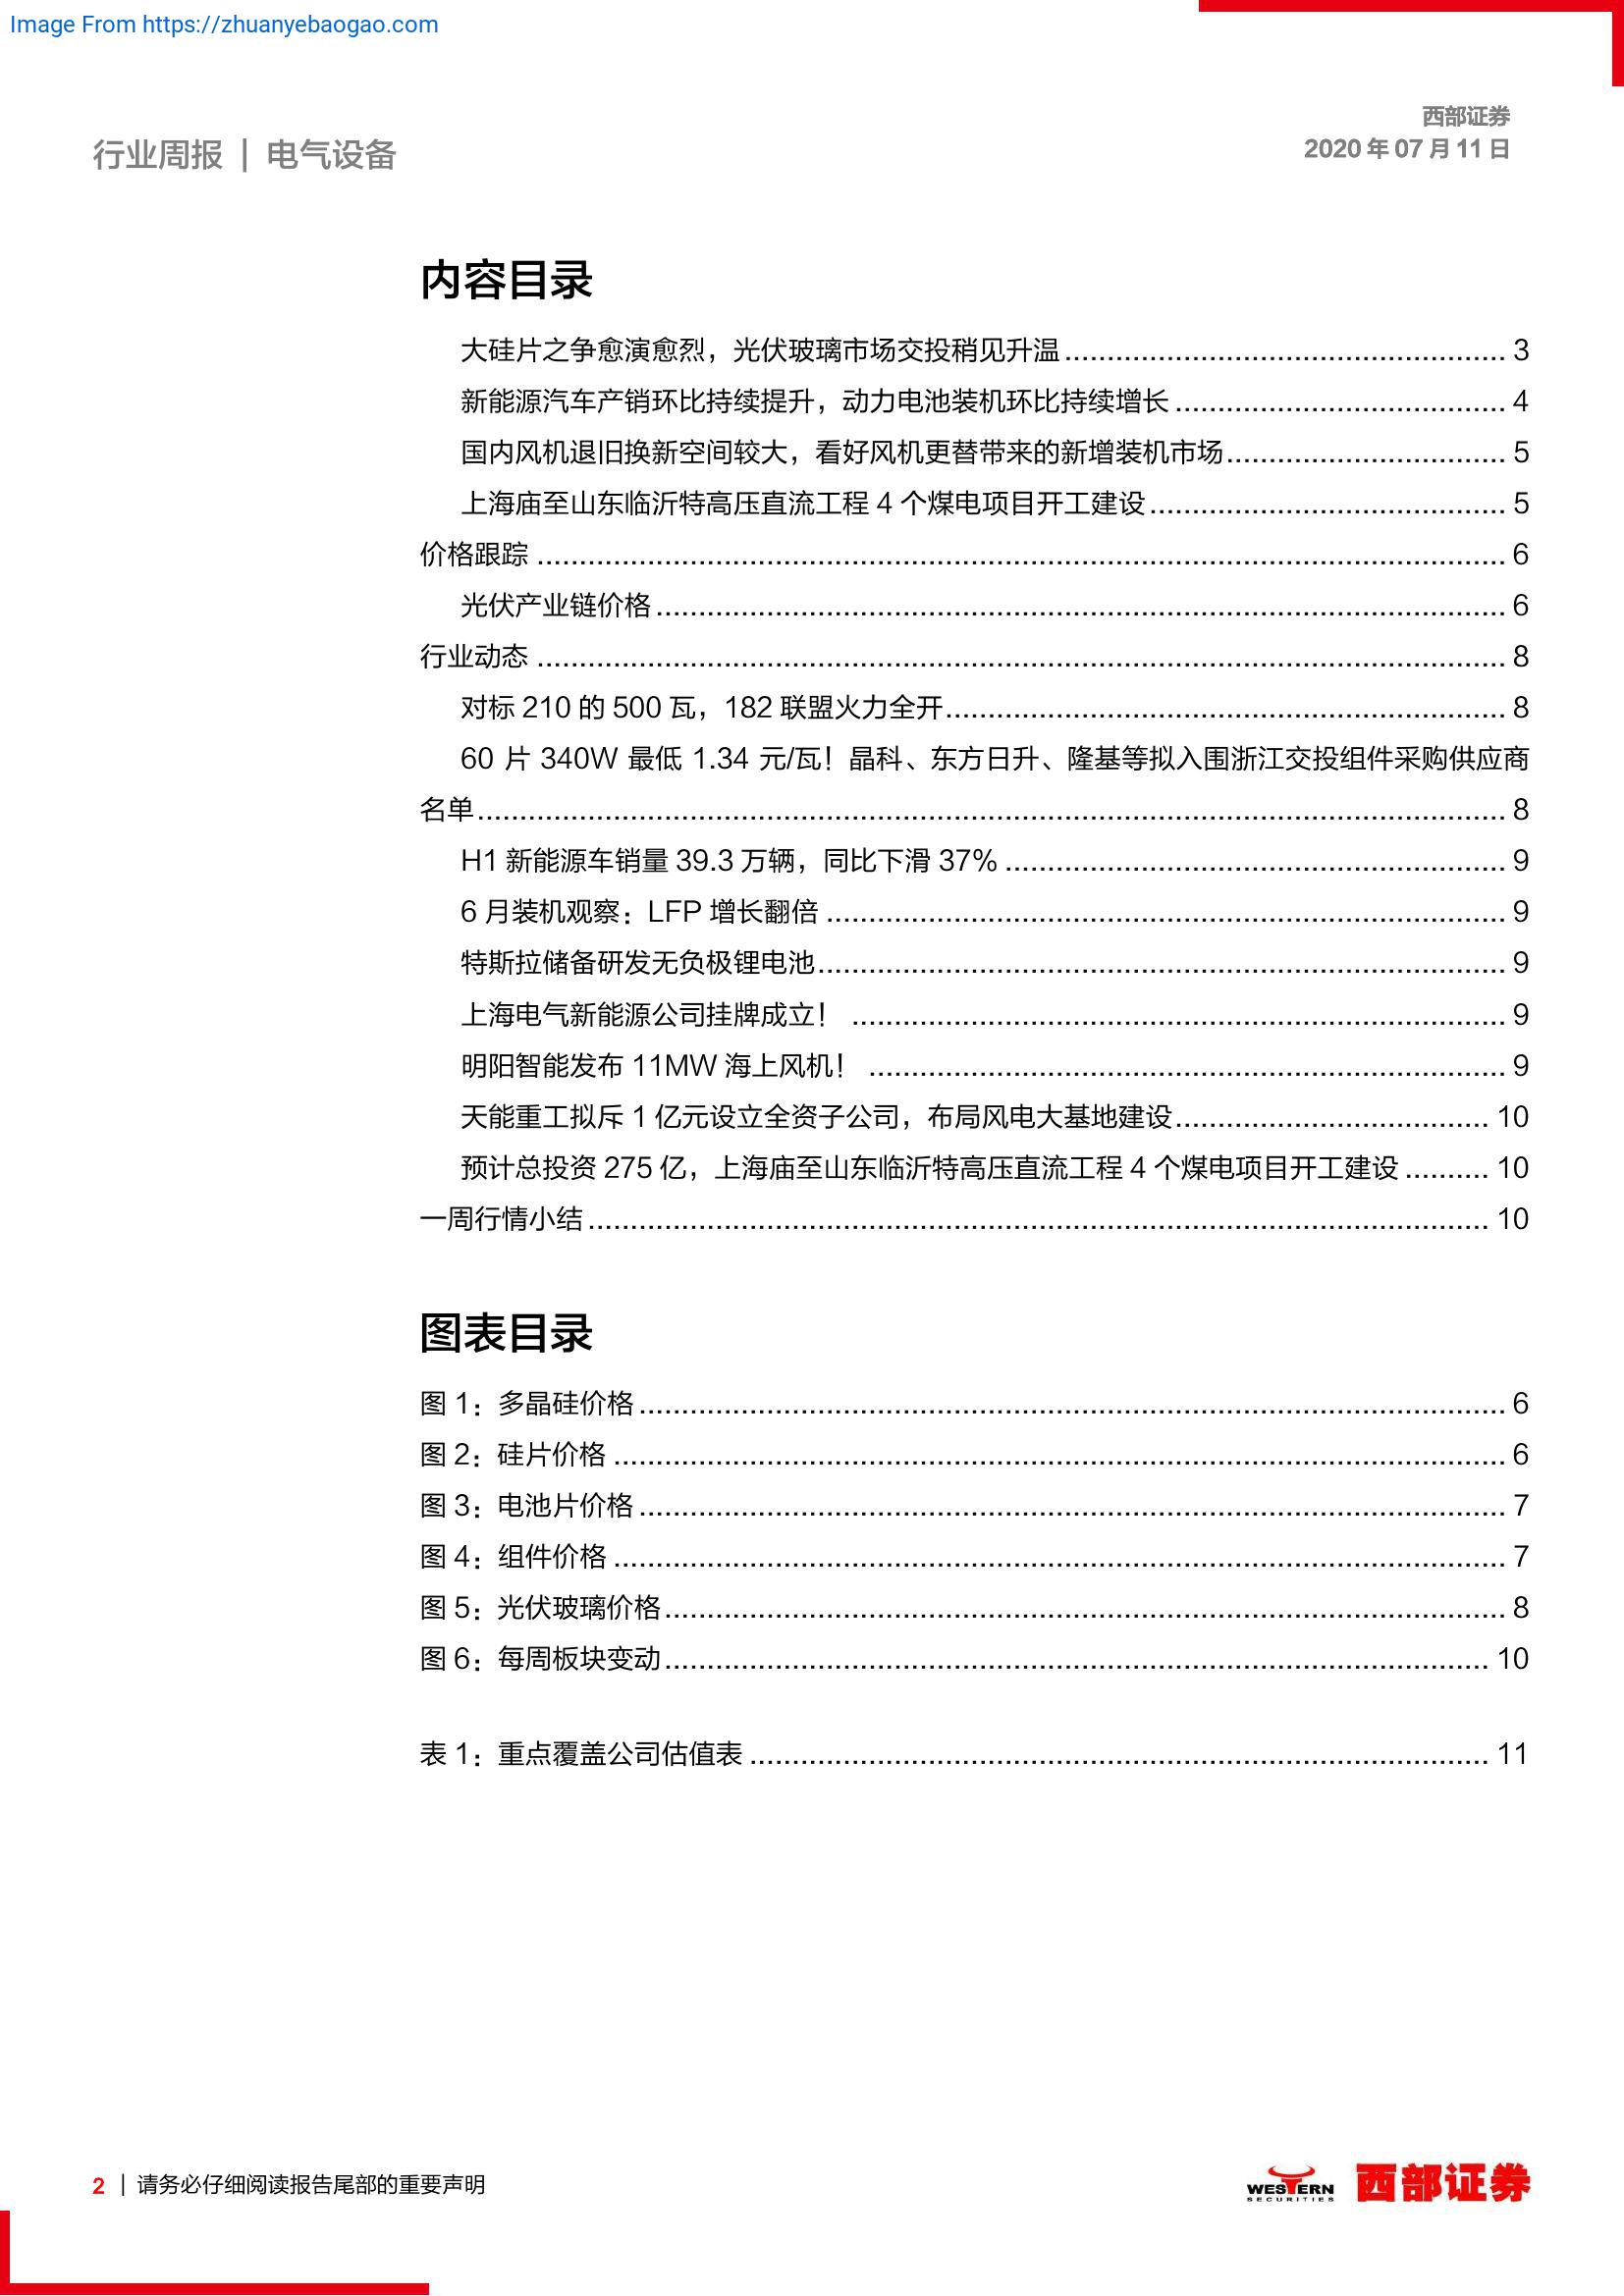 Image From https://zhuanyebaogao.com
西部证券
行业周报 | 电气设备
2020 年 07 月 11 日
内容目录
大硅片之争愈演愈烈，光伏玻璃市场交投稍见升温 3
新能源汽车产销环比持续提升，动力电池装机环比持续增长 4
国内风机退旧换新空间较大，看好风机更替带来的新增装机市场 5
上海庙至山东临沂特高压直流工程 4 个煤电项目开工建设 5
价格跟踪 6
光伏产业链价格 6
行业动态 8
对标 210 的 500 瓦，182 联盟火力全开 8
60 片 340W 最低 1.34 元/瓦！晶科、东方日升、隆基等拟入围浙江交投组件采购供应商
名单 8
H1 新能源车销量 39.3 万辆，同比下滑 37% 9
6 月装机观察：LFP 增长翻倍 9
特斯拉储备研发无负极锂电池 9
上海电气新能源公司挂牌成立！ 9
明阳智能发布 11MW 海上风机！ 9
天能重工拟斥 1 亿元设立全资子公司，布局风电大基地建设 10
预计总投资 275 亿，上海庙至山东临沂特高压直流工程 4 个煤电项目开工建设 10
一周行情小结 10
图表目录
图 1：多晶硅价格 6
图 2：硅片价格 6
图 3：电池片价格 7
图 4：组件价格 7
图 5：光伏玻璃价格 8
图 6：每周板块变动 10
表 1：重点覆盖公司估值表 11
2 | 请务必仔细阅读报告尾部的重要声明
WESTERN
SECURITIES
西部证券